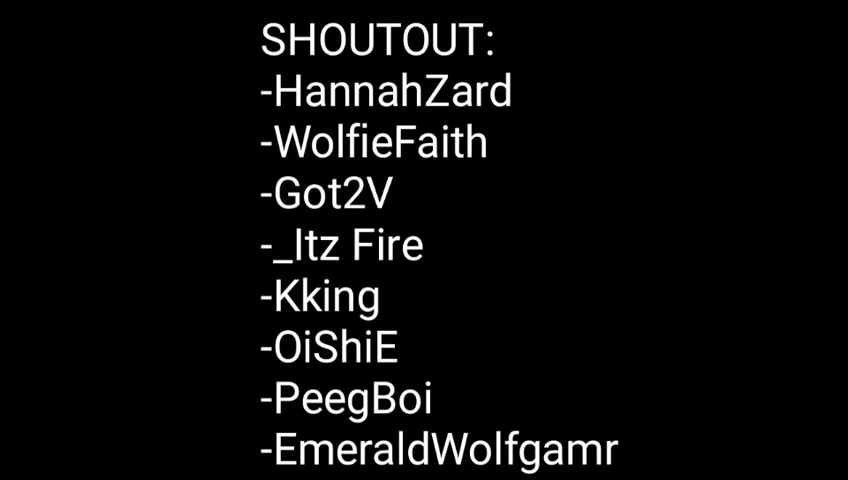 SHOUTOUT:
-HannahZard
-WolfieFaith
-Got2V
-_Itz Fire
-Kking
-OiShiE
-PeegBoi
-EmeraldWolfgamr